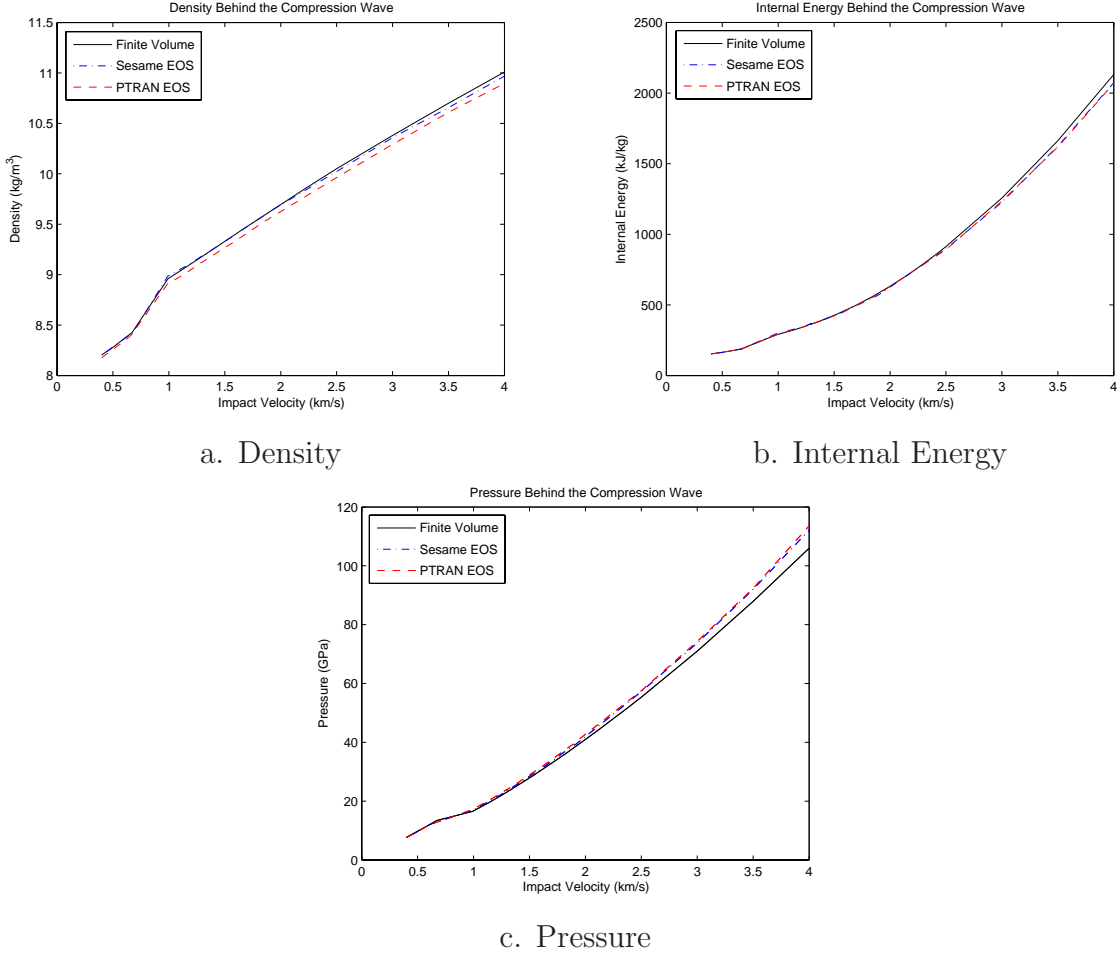 Density Behind the Compression Wave
11.5
11
10.5
10
9.5
9
8.5
8
Density (kg/m³)
Finite Volume
Sesame EOS
PTRAN EOS
0 0.5 1 1.5 2 2.5 3 3.5 4
Impact Velocity (km/s)
a. Density
Internal Energy Behind the Compression Wave
2500
2000
1500
1000
500
0
Internal Energy (kJ/kg)
Finite Volume
Sesame EOS
PTRAN EOS
0 0.5 1 1.5 2 2.5 3 3.5 4
Impact Velocity (km/s)
b. Internal Energy
Pressure Behind the Compression Wave
120
100
80
60
40
20
0
Pressure (GPa)
Finite Volume
Sesame EOS
PTRAN EOS
0 0.5 1 1.5 2 2.5 3 3.5 4
Impact Velocity (km/s)
c. Pressure